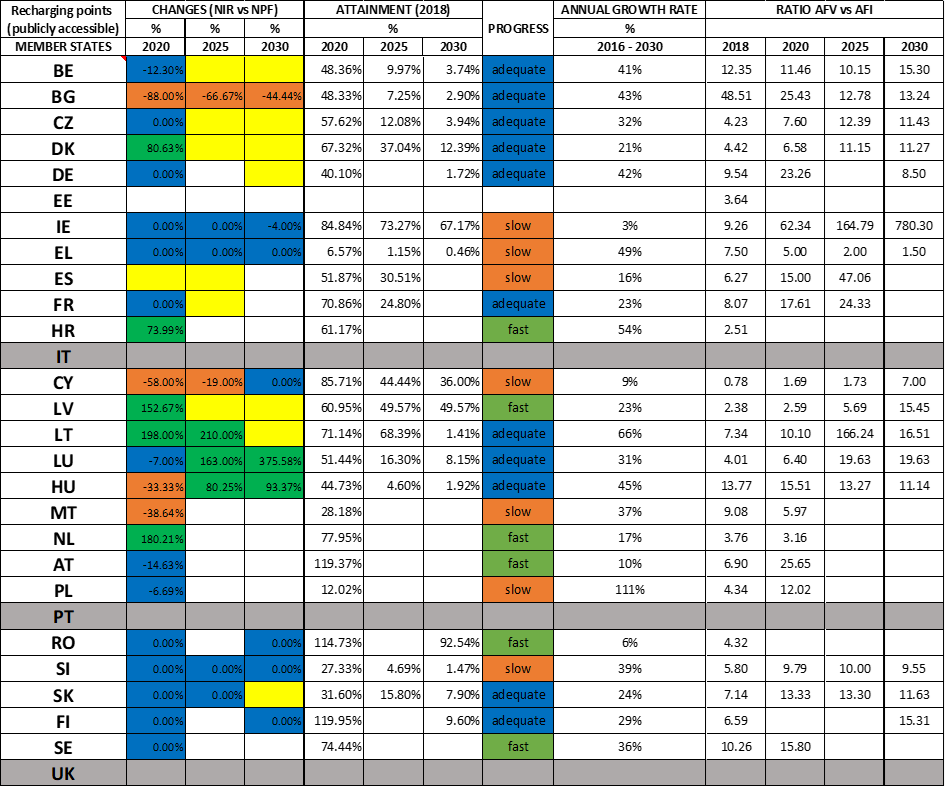 Recharging points CHANGES (NIR vs NPF) ATTAINMENT (2018) ANNUAL GROWTH RATE RATIO AFV vs AFI
(publicly accessible) % % % % PROGRESS %
MEMBER STATES 2020 2025 2030 2020 2025 2030 2016 - 2030 2018 2020 2025 2030
BE -12.30% 48.36% 9.97% 3.74% adequate 41% 12.35 11.46 10.15 15.30
BG -88.00% -66.67% -44.44% 48.33% 7.25% 2.90% adequate 43% 48.51 25.43 12.78 13.24
CZ 0.00% 57.62% 12.08% 3.94% adequate 32% 4.23 7.60 12.39 11.43
DK 80.63% 67.32% 37.04% 12.39% adequate 21% 4.42 6.58 11.15 11.27
DE 0.00% 40.10% 1.72% adequate 42% 9.54 23.26 8.50
EE 3.64
IE 0.00% 0.00% -4.00% 84.84% 73.27% 67.17% slow 3% 9.26 62.34 164.79 780.30
EL 0.00% 0.00% 0.00% 6.57% 1.15% 0.46% slow 49% 7.50 5.00 2.00 1.50
ES 51.87% 30.51% slow 16% 6.27 15.00 47.06
FR 0.00% 70.86% 24.80% adequate 23% 8.07 17.61 24.33
HR 73.99% 61.17% fast 54% 2.51
IT
CY -58.00% -19.00% 0.00% 85.71% 44.44% 36.00% slow 9% 0.78 1.69 1.73 7.00
LV 152.67% 60.95% 49.57% 49.57% fast 23% 2.38 2.59 5.69 15.45
LT 198.00% 210.00% 71.14% 68.39% 1.41% adequate 66% 7.34 10.10 166.24 16.51
LU -7.00% 163.00% 375.58% 51.44% 16.30% 8.15% adequate 31% 4.01 6.40 19.63 19.63
HU -33.33% 80.25% 93.37% 44.73% 4.60% 1.92% adequate 45% 13.77 15.51 13.27 11.14
MT -38.64% 28.18% slow 37% 9.08 5.97
NL 180.21% 77.95% fast 17% 3.76 3.16
AT -14.63% 119.37% fast 10% 6.90 25.65
PL -6.69% 12.02% slow 111% 4.34 12.02
PT
RO 0.00% 0.00% 114.73% 92.54% fast 6% 4.32
SI 0.00% 0.00% 0.00% 27.33% 4.69% 1.47% slow 39% 5.80 9.79 10.00 9.55
SK 0.00% 0.00% 31.60% 15.80% 7.90% adequate 24% 7.14 13.33 13.30 11.63
FI 0.00% 0.00% 119.95% 9.60% adequate 29% 6.59 15.31
SE 0.00% 74.44% fast 36% 10.26 15.80
UK